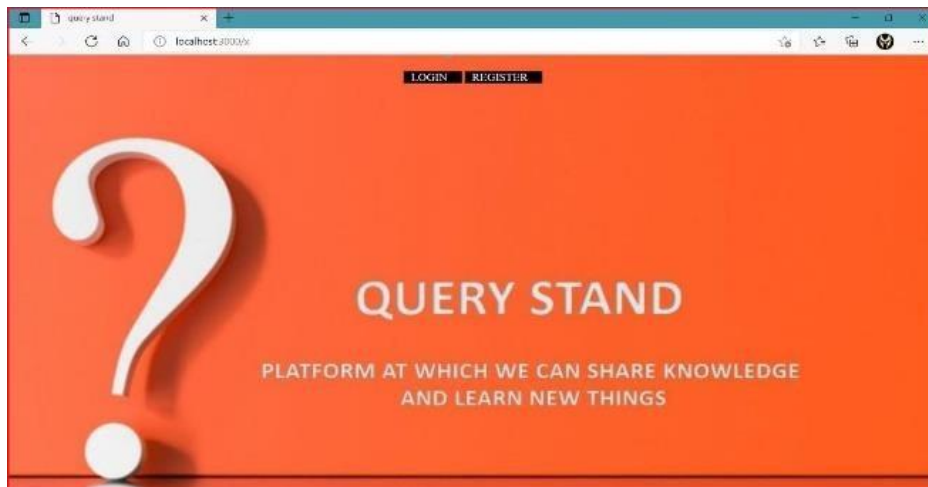 query stand
localhost:3000/x
LOGIN REGISTER
QUERY STAND
PLATFORM AT WHICH WE CAN SHARE KNOWLEDGE
AND LEARN NEW THINGS